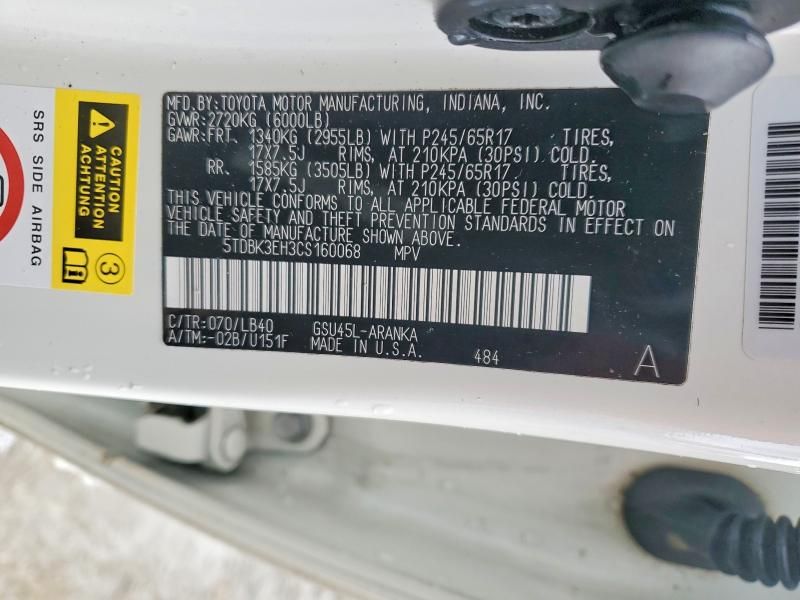 MFD.BY:TOYOTA MOTOR MANUFACTURING, INDIANA, INC.
GVWR:2720KG (6000LB)
GAWR:FRT. 1340KG (2955LB) WITH P245/65R17 TIRES,
17X7.5J RIMS, AT 210KPA (30PSI) COLD.
RR. 1585KG (3505LB) WITH P245/65R17 TIRES,
17X7.5J RIMS, AT 210KPA (30PSI) COLD.
THIS VEHICLE CONFORMS TO ALL APPLICABLE FEDERAL MOTOR
VEHICLE SAFETY AND THEFT PREVENTION STANDARDS IN EFFECT ON
THE DATE OF MANUFACTURE SHOWN ABOVE.
5TDBK3EH3CS160068 MPV
C/TR:070/LB40 GSU45L-ARANKA
A/TM:-02B/U151F MADE IN U.S.A. 484
A
SRS SIDE AIRBAG
CAUTION
ATTENTION
ACHTUNG
3